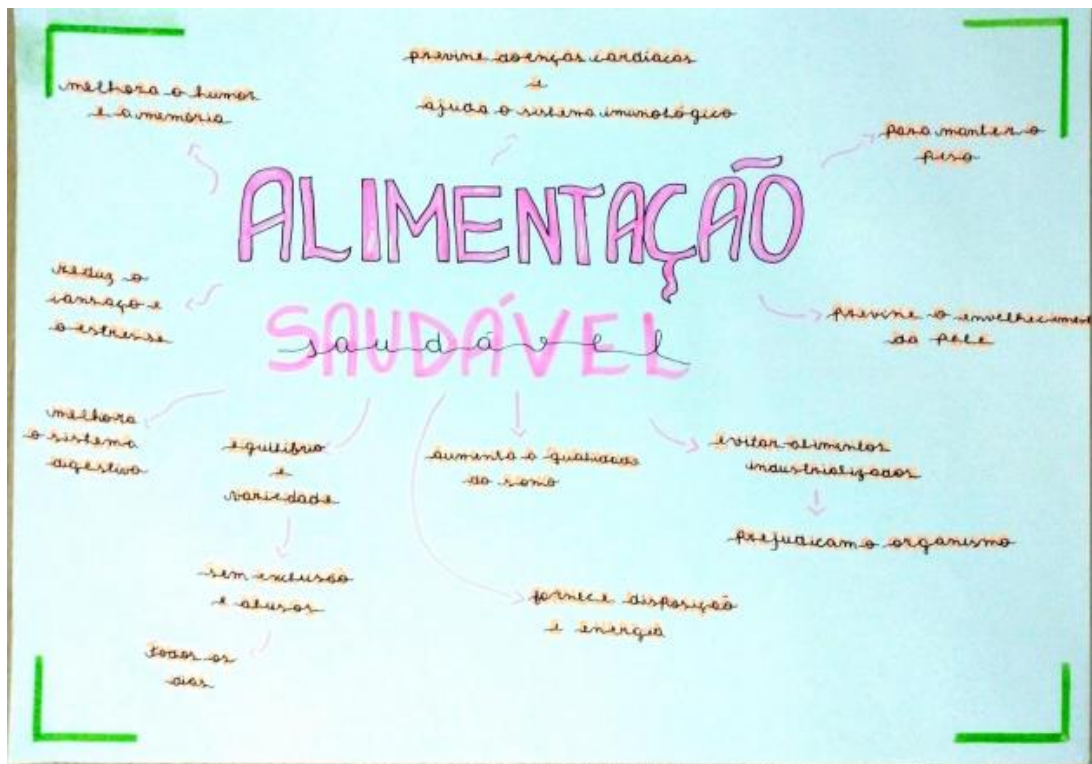 melhora o humor
e a memória
previne doenças cardíacas
e
ajuda o sistema imunológico
para manter o
peso
ALIMENTAÇÃO
SAUDÁVEL
saudável
reduz o
cansaço e
o estresse
previne o envelhecimento
da pele
melhora
o sistema
digestivo
equilíbrio
e
variedade
sem exclusão
e abusos
todos os
dias
aumenta a qualidade
do sono
fornece disposição
e energia
evitar alimentos
industrializados
prejudicam o organismo